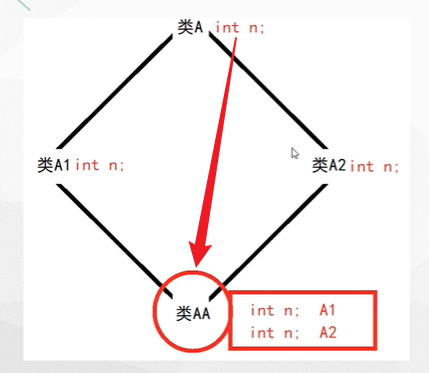 类A int n;
类A1 int n;
类A2 int n;
类AA
int n; A1
int n; A2